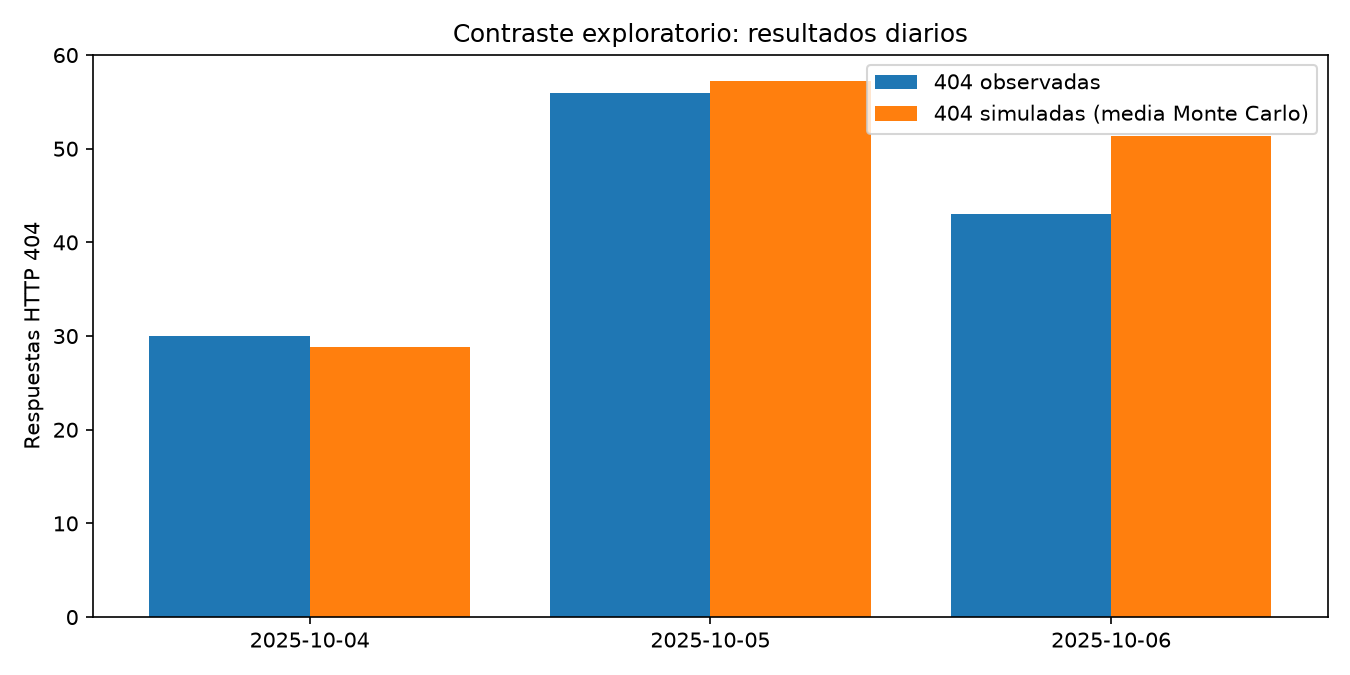 Contraste exploratorio: resultados diarios
404 observadas
404 simuladas (media Monte Carlo)
Respuestas HTTP 404
60
50
40
30
20
10
0
2025-10-04
2025-10-05
2025-10-06